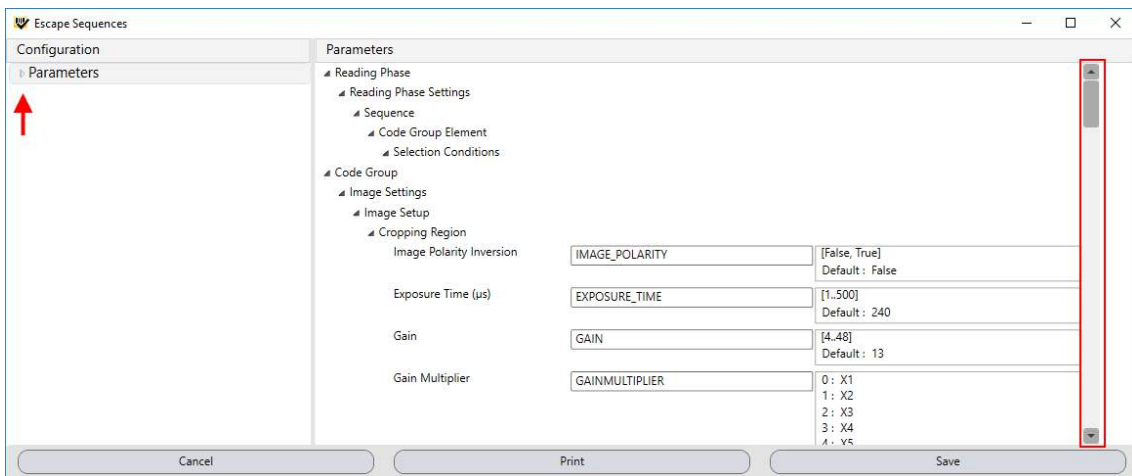 Escape Sequences
Configuration
Parameters
Parameters
Reading Phase
Reading Phase Settings
Sequence
Code Group Element
Selection Conditions
Code Group
Image Settings
Image Setup
Cropping Region
Image Polarity Inversion IMAGE_POLARITY [False, True]
Default : False
Exposure Time (µs) EXPOSURE_TIME [1..500]
Default : 240
Gain GAIN [4..48]
Default : 13
Gain Multiplier GAINMULTIPLIER 0 : X1
1 : X2
2 : X3
3 : X4
4 : X5
Cancel Print Save